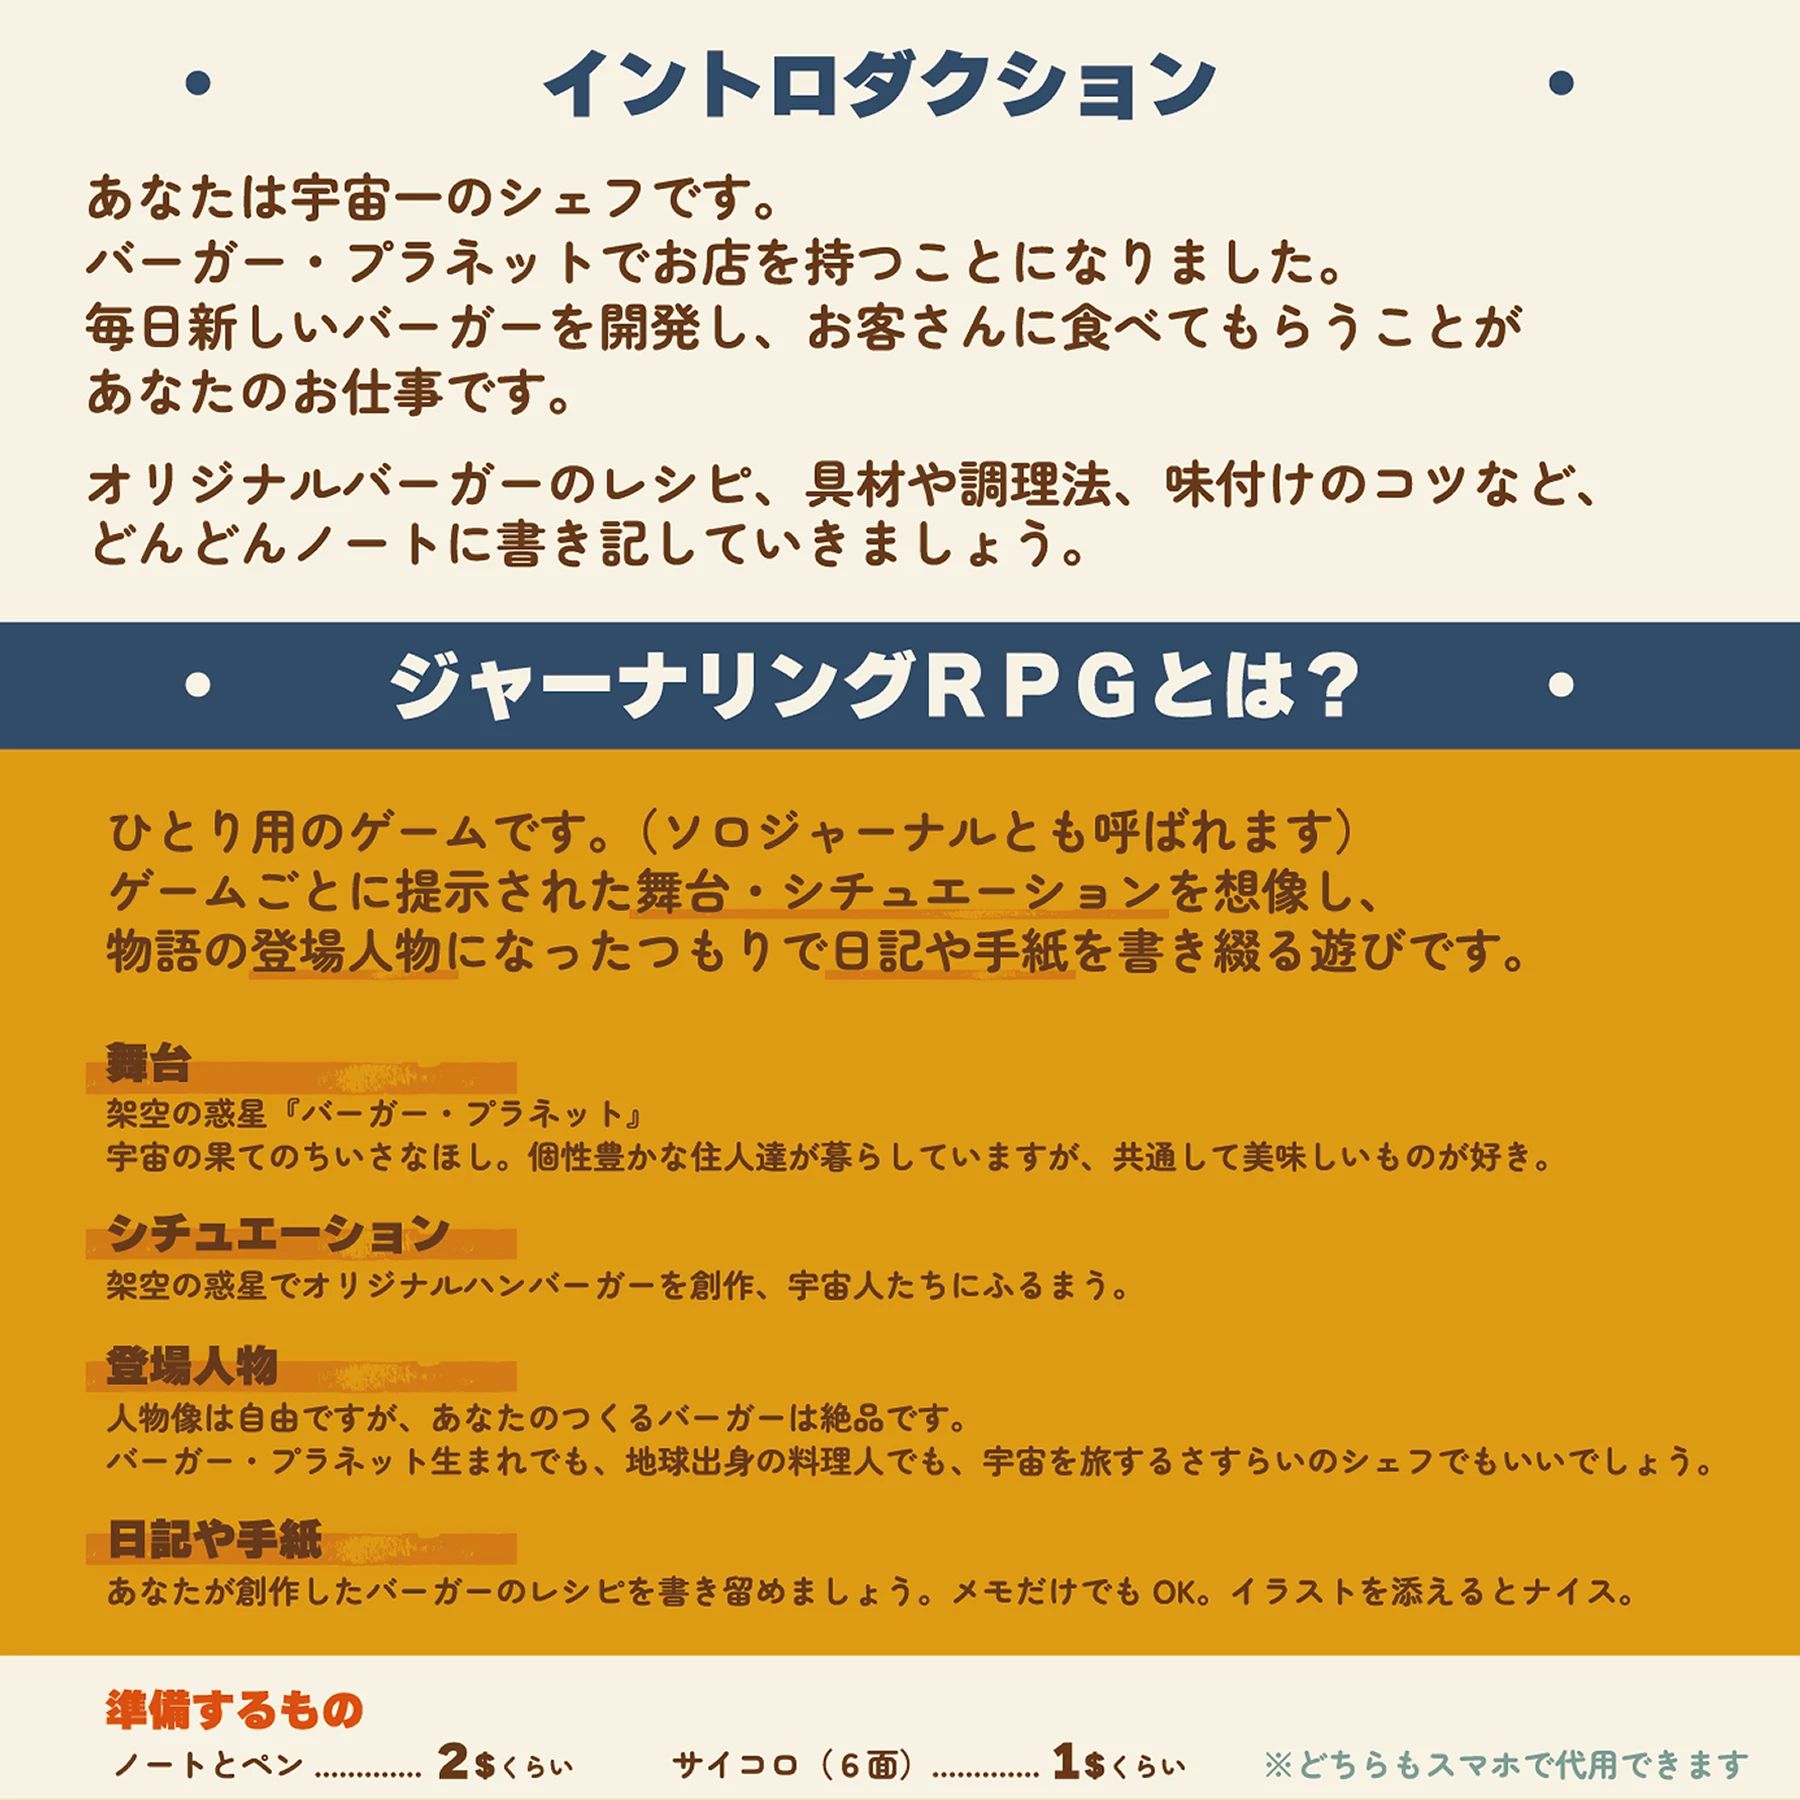 • イントロダクション •
あなたは宇宙一のシェフです。
バーガー・プラネットでお店を持つことになりました。
毎日新しいバーガーを開発し、お客さんに食べてもらうことが
あなたのお仕事です。
オリジナルバーガーのレシピ、具材や調理法、味付けのコツなど、
どんどんノートに書き記していきましょう。
• ジャーナリングRPGとは? •
ひとり用のゲームです。(ソロジャーナルとも呼ばれます)
ゲームごとに提示された舞台・シチュエーションを想像し、
物語の登場人物になったつもりで日記や手紙を書き綴る遊びです。
舞台
架空の惑星『バーガー・プラネット』
宇宙の果てのちいさなほし。個性豊かな住人達が暮らしていますが、共通して美味しいものが好き。
シチュエーション
架空の惑星でオリジナルハンバーガーを創作、宇宙人たちにふるまう。
登場人物
人物像は自由ですが、あなたのつくるバーガーは絶品です。
バーガー・プラネット生まれでも、地球出身の料理人でも、宇宙を旅するさすらいのシェフでもいいでしょう。
日記や手紙
あなたが創作したバーガーのレシピを書き留めましょう。メモだけでも OK。イラストを添えるとナイス。
準備するもの
ノートとペン ............. 2$くらい サイコロ(6面) ............. 1$くらい ※どちらもスマホで代用できます